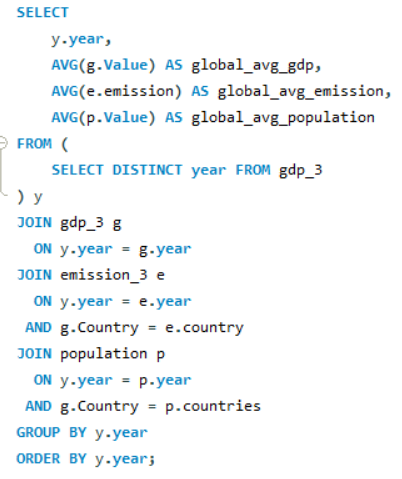 SELECT
y.year,
AVG(g.Value) AS global_avg_gdp,
AVG(e.emission) AS global_avg_emission,
AVG(p.Value) AS global_avg_population
FROM (
SELECT DISTINCT year FROM gdp_3
) y
JOIN gdp_3 g
ON y.year = g.year
JOIN emission_3 e
ON y.year = e.year
AND g.Country = e.country
JOIN population p
ON y.year = p.year
AND g.Country = p.countries
GROUP BY y.year
ORDER BY y.year;